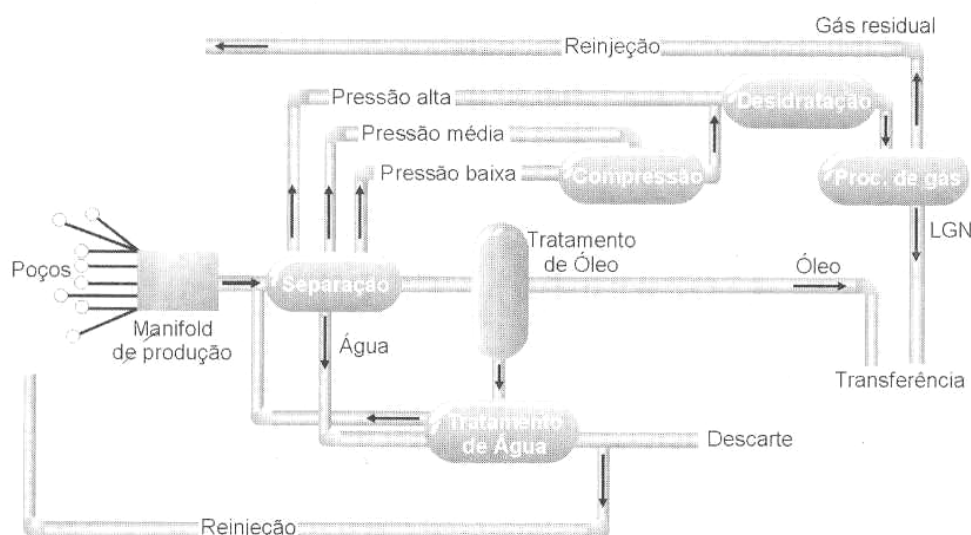 Gás residual
Reinjeção
Pressão alta
Desidratação
Pressão média
Pressão baixa
Compressão
Proc. de gás
LGN
Tratamento
de Óleo
Óleo
Poços
Separação
Manifold
de produção
Água
Transferência
Tratamento
de Água
Descarte
Reinieção